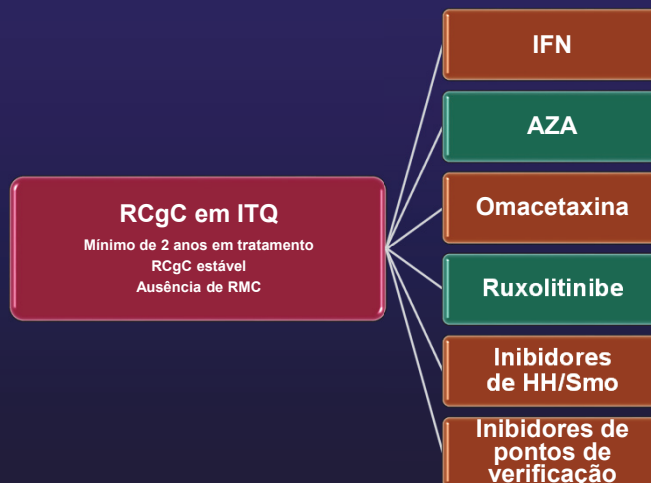 RCgC em ITQ
Mínimo de 2 anos em tratamento
RCgC estável
Ausência de RMC
IFN
AZA
Omacetaxina
Ruxolitinibe
Inibidores
de HH/Smo
Inibidores de
pontos de
verificação